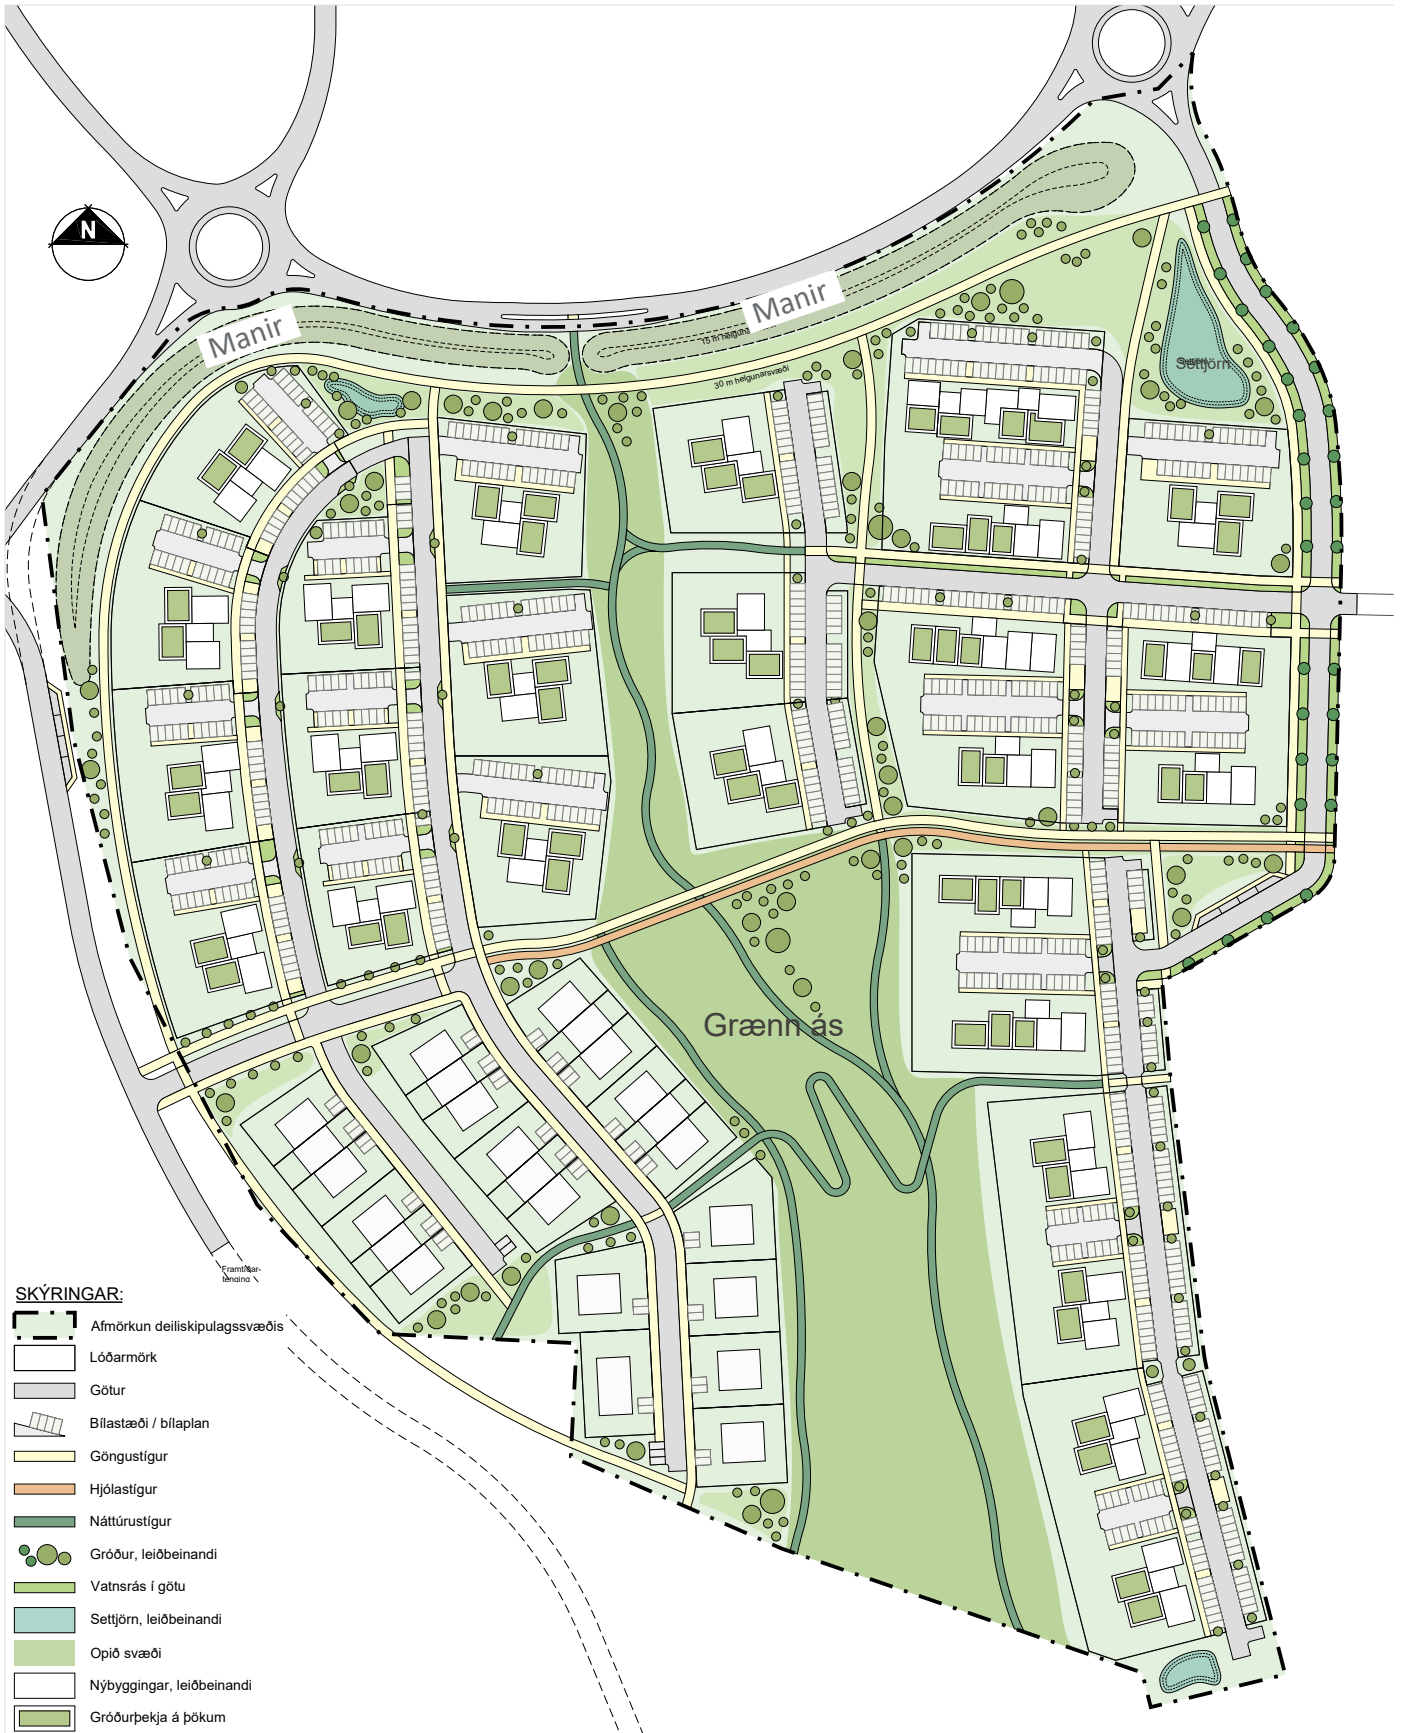 N
Manir
Manir
15 m helguna
30 m helgunarsvæði
Settjörn
Grænn ás
Framtíðar-
tenging
SKÝRINGAR:
Afmörkun deiliskipulagssvæðis
Lóðarmörk
Götur
Bílastæði / bílaplan
Göngustígur
Hjólastígur
Náttúrustígur
Gróður, leiðbeinandi
Vatnsrás í götu
Settjörn, leiðbeinandi
Opið svæði
Nýbyggingar, leiðbeinandi
Gróðurþekja á þökum